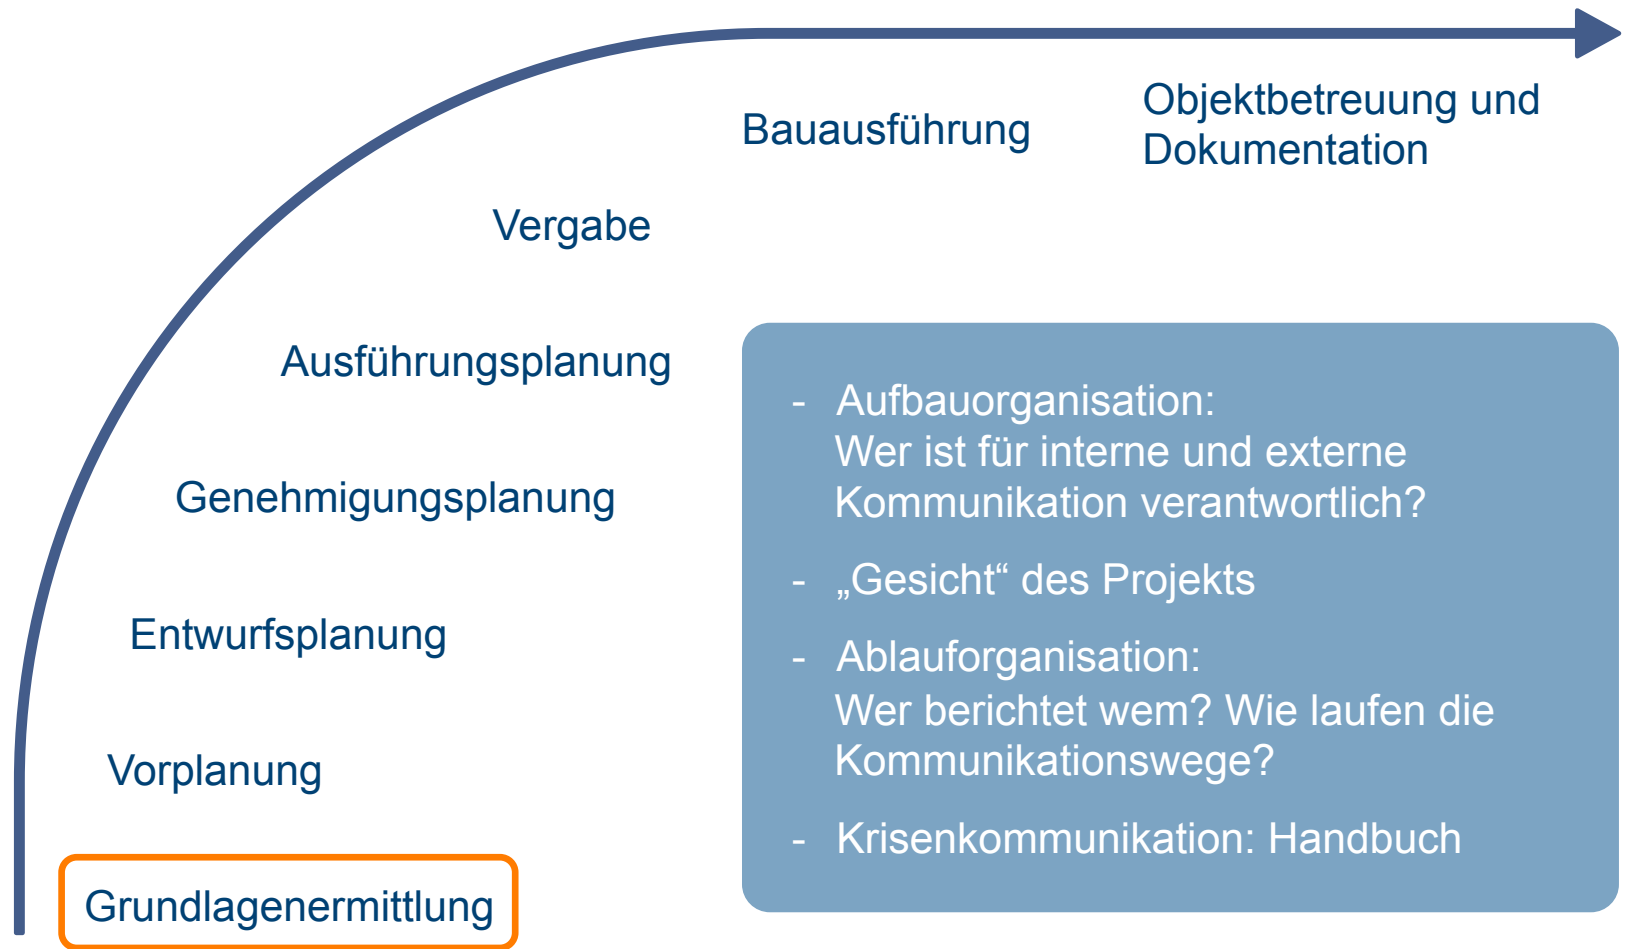 Objektbetreuung und
Dokumentation
Bauausführung
Vergabe
Ausführungsplanung
Genehmigungsplanung
Entwurfsplanung
Vorplanung
Grundlagenermittlung
- Aufbauorganisation:
Wer ist für interne und externe
Kommunikation verantwortlich?
- „Gesicht“ des Projekts
- Ablauforganisation:
Wer berichtet wem? Wie laufen die
Kommunikationswege?
- Krisenkommunikation: Handbuch